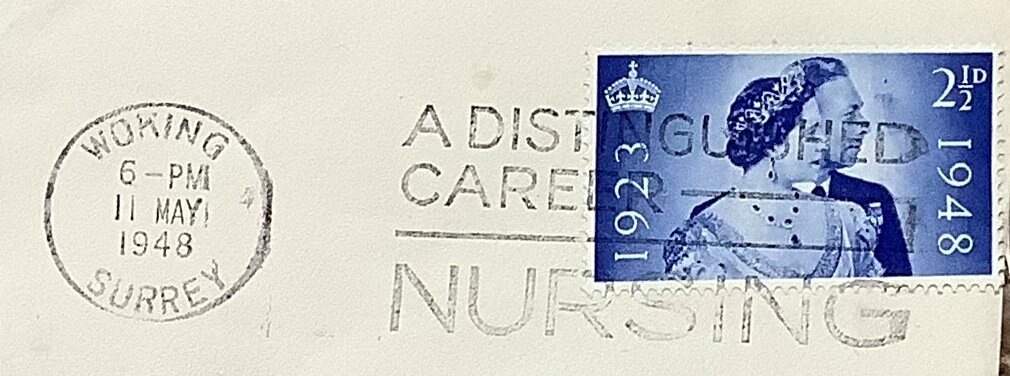 WOKING
6-PM
11 MAY
1948
SURREY
A DISTINGUISHED
CAREER
NURSING
2½D
1923
1948